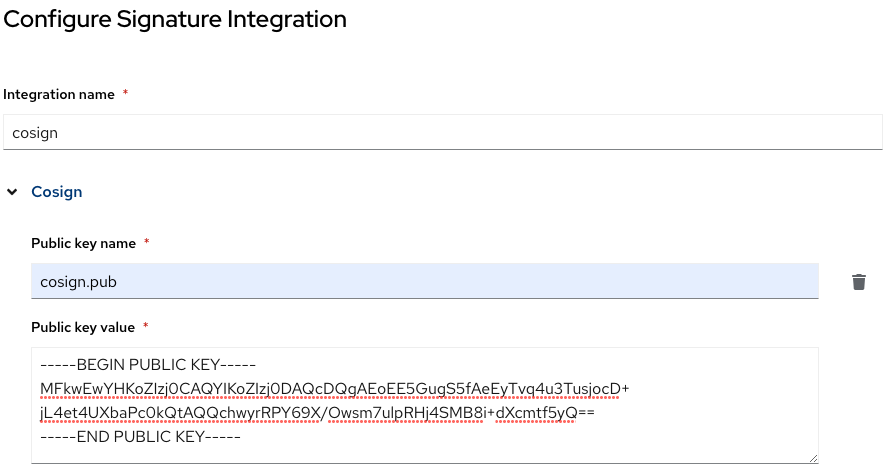 Configure Signature Integration
Integration name *
cosign
Cosign
Public key name *
cosign.pub
Public key value *
-----BEGIN PUBLIC KEY-----
MFkwEwYHKoZIzj0CAQYIKoZIzj0DAQcDQgAEoEE5GugS5fAeEyTvq4u3TusjocD+
jL4et4UXbaPc0kQtAQQchwyrRPY69X/Owsm7ulpRHj4SMB8i+dXcmtf5yQ==
-----END PUBLIC KEY-----